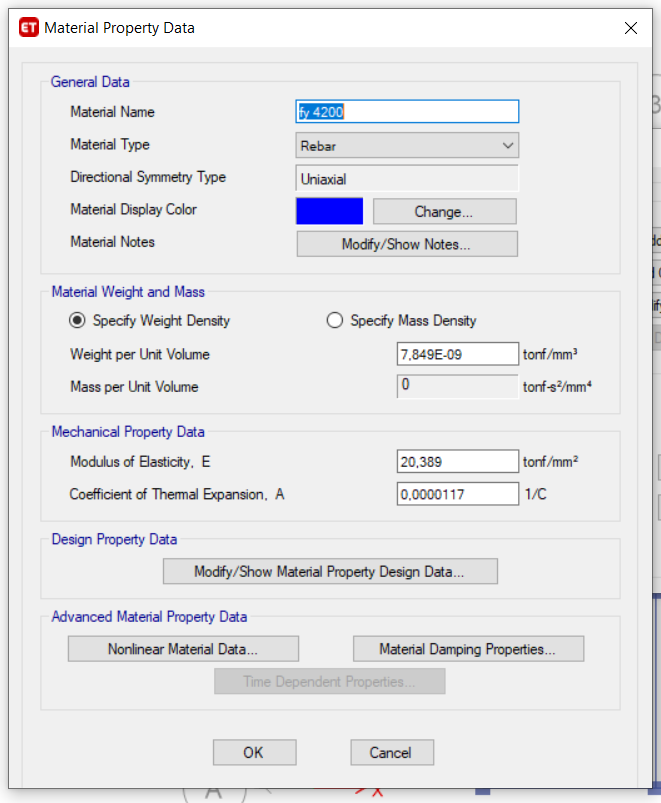 ET Material Property Data
General Data
Material Name fy 4200
Material Type Rebar
Directional Symmetry Type Uniaxial
Material Display Color Change...
Material Notes Modify/Show Notes...
Material Weight and Mass
Specify Weight Density Specify Mass Density
Weight per Unit Volume 7,849E-09 tonf/mm³
Mass per Unit Volume 0 tonf-s²/mm⁴
Mechanical Property Data
Modulus of Elasticity, E 20,389 tonf/mm²
Coefficient of Thermal Expansion, A 0,0000117 1/C
Design Property Data
Modify/Show Material Property Design Data...
Advanced Material Property Data
Nonlinear Material Data... Material Damping Properties...
Time Dependent Properties...
OK Cancel
A X